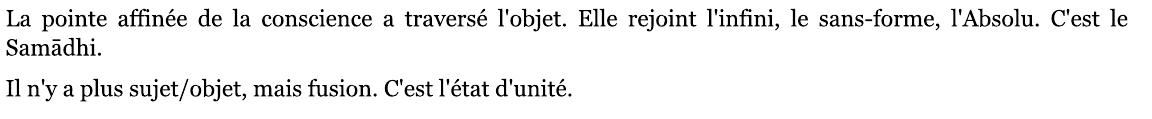 La pointe affinée de la conscience a traversé l'objet. Elle rejoint l'infini, le sans-forme, l'Absolu. C'est le
Samādhi.
Il n'y a plus sujet/objet, mais fusion. C'est l'état d'unité.